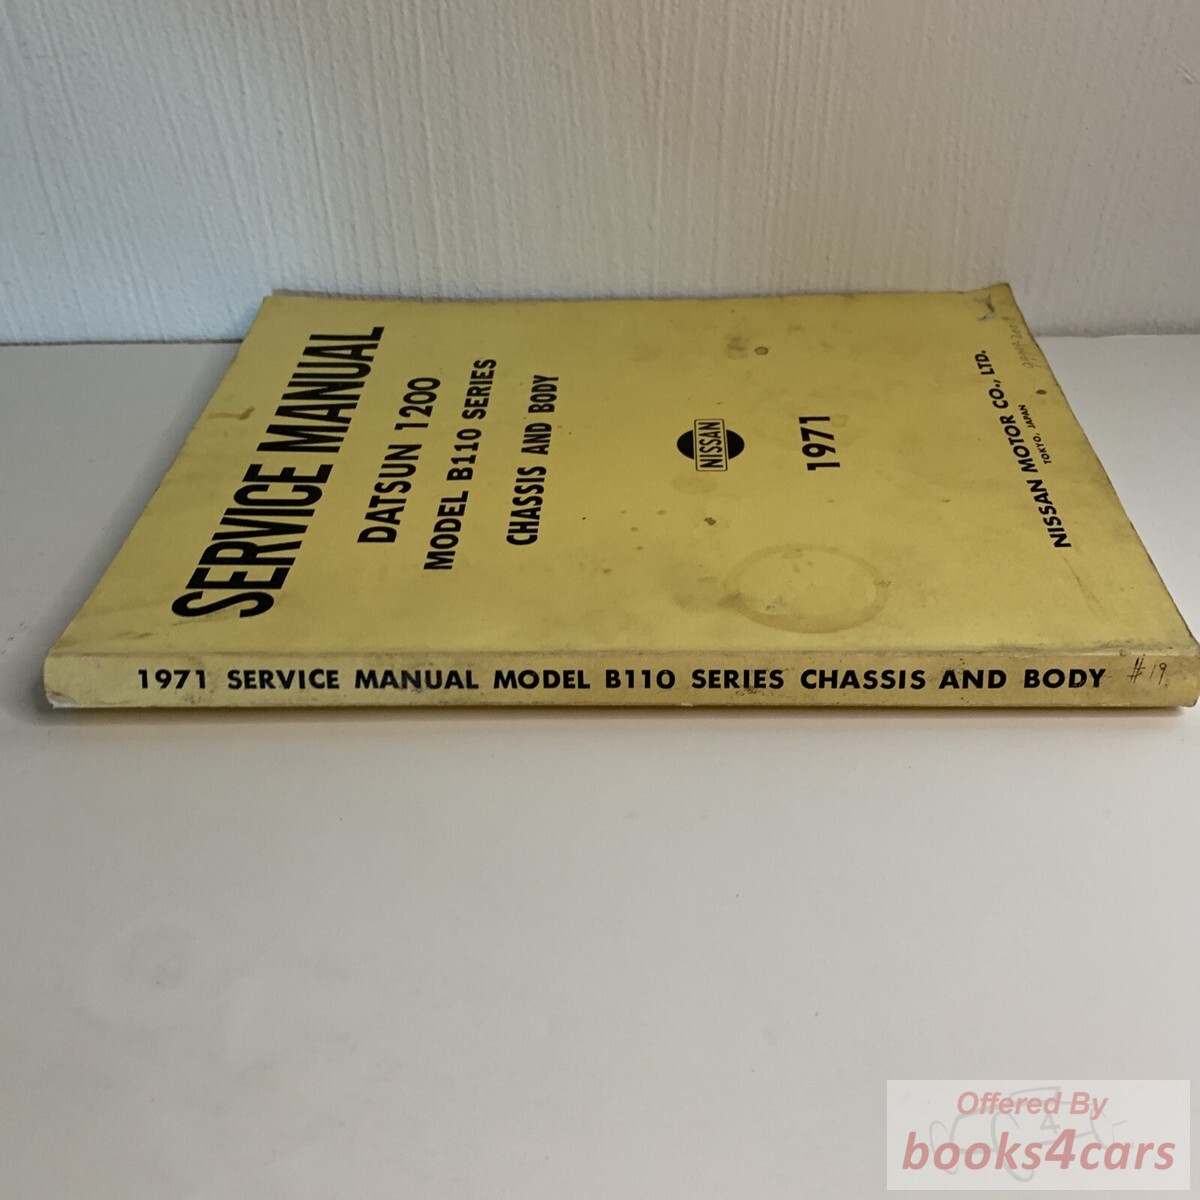 SERVICE MANUAL
DATSUN 1200
MODEL B110 SERIES
CHASSIS AND BODY
NISSAN
1971
NISSAN MOTOR CO., LTD.
TOKYO, JAPAN
1971 SERVICE MANUAL MODEL B110 SERIES CHASSIS AND BODY #19
Offered By
books4cars